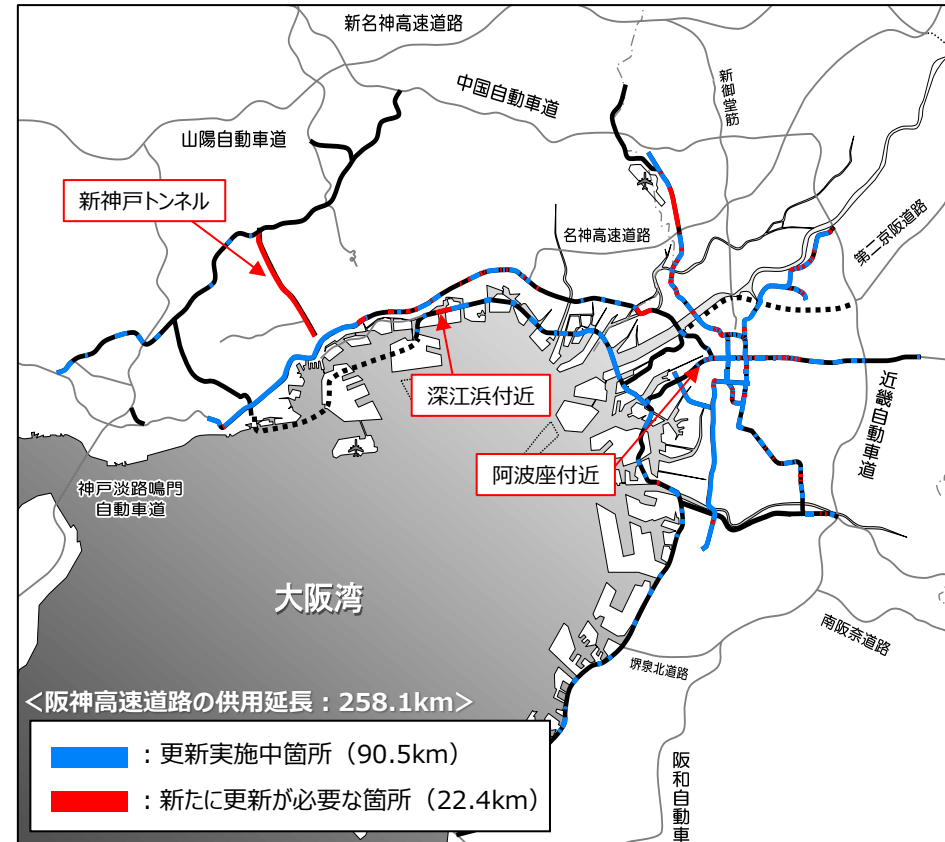 新名神高速道路
中国自動車道
新御堂筋
山陽自動車道
新神戸トンネル
名神高速道路
第二京阪道路
深江浜付近
近畿自動車道
阿波座付近
神戸淡路鳴門
自動車道
大阪湾
南阪奈道路
堺泉北道路
<阪神高速道路の供用延長：258.1km>
：更新実施中箇所（90.5km）
：新たに更新が必要な箇所（22.4km）
阪和自動車